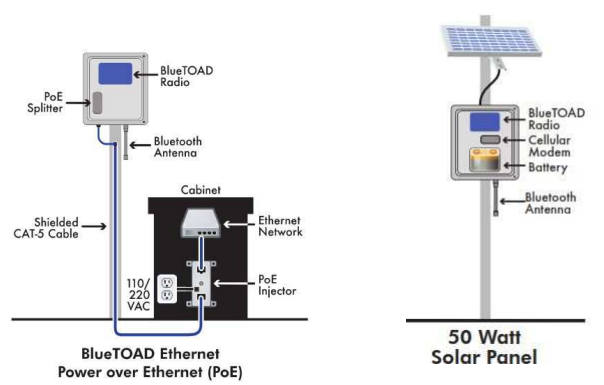 BlueTOAD
Radio
PoE
Splitter
Bluetooth
Antenna
Cabinet
Shielded
CAT-5 Cable
Ethernet
Network
110/
220
VAC
PoE
Injector
BlueTOAD Ethernet
Power over Ethernet (PoE)
BlueTOAD
Radio
Cellular
Modem
Battery
Bluetooth
Antenna
50 Watt
Solar Panel